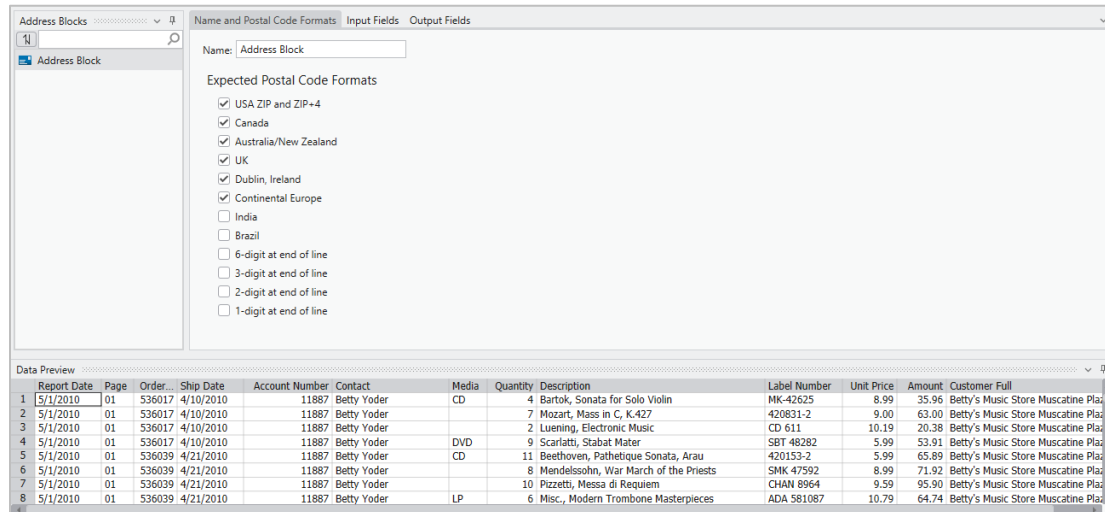 Address Blocks
Name and Postal Code Formats Input Fields Output Fields
Address Block
Name: Address Block
Expected Postal Code Formats
USA ZIP and ZIP+4
Canada
Australia/New Zealand
UK
Dublin, Ireland
Continental Europe
India
Brazil
6-digit at end of line
3-digit at end of line
2-digit at end of line
1-digit at end of line
Data Preview
Report Date Page Order... Ship Date Account Number Contact Media Quantity Description Label Number Unit Price Amount Customer Full
1 5/1/2010 01 536017 4/10/2010 11887 Betty Yoder CD 4 Bartok, Sonata for Solo Violin MK-42625 8.99 35.96 Betty's Music Store Muscatine Plaz
2 5/1/2010 01 536017 4/10/2010 11887 Betty Yoder 7 Mozart, Mass in C, K.427 420831-2 9.00 63.00 Betty's Music Store Muscatine Plaz
3 5/1/2010 01 536017 4/10/2010 11887 Betty Yoder 2 Luening, Electronic Music CD 611 10.19 20.38 Betty's Music Store Muscatine Plaz
4 5/1/2010 01 536017 4/10/2010 11887 Betty Yoder DVD 9 Scarlatti, Stabat Mater SBT 48282 5.99 53.91 Betty's Music Store Muscatine Plaz
5 5/1/2010 01 536039 4/21/2010 11887 Betty Yoder CD 11 Beethoven, Pathetique Sonata, Arau 420153-2 5.99 65.89 Betty's Music Store Muscatine Plaz
6 5/1/2010 01 536039 4/21/2010 11887 Betty Yoder 8 Mendelssohn, War March of the Priests SMK 47592 8.99 71.92 Betty's Music Store Muscatine Plaz
7 5/1/2010 01 536039 4/21/2010 11887 Betty Yoder 10 Pizzetti, Messa di Requiem CHAN 8964 9.59 95.90 Betty's Music Store Muscatine Plaz
8 5/1/2010 01 536039 4/21/2010 11887 Betty Yoder LP 6 Misc., Modern Trombone Masterpieces ADA 581087 10.79 64.74 Betty's Music Store Muscatine Plaz